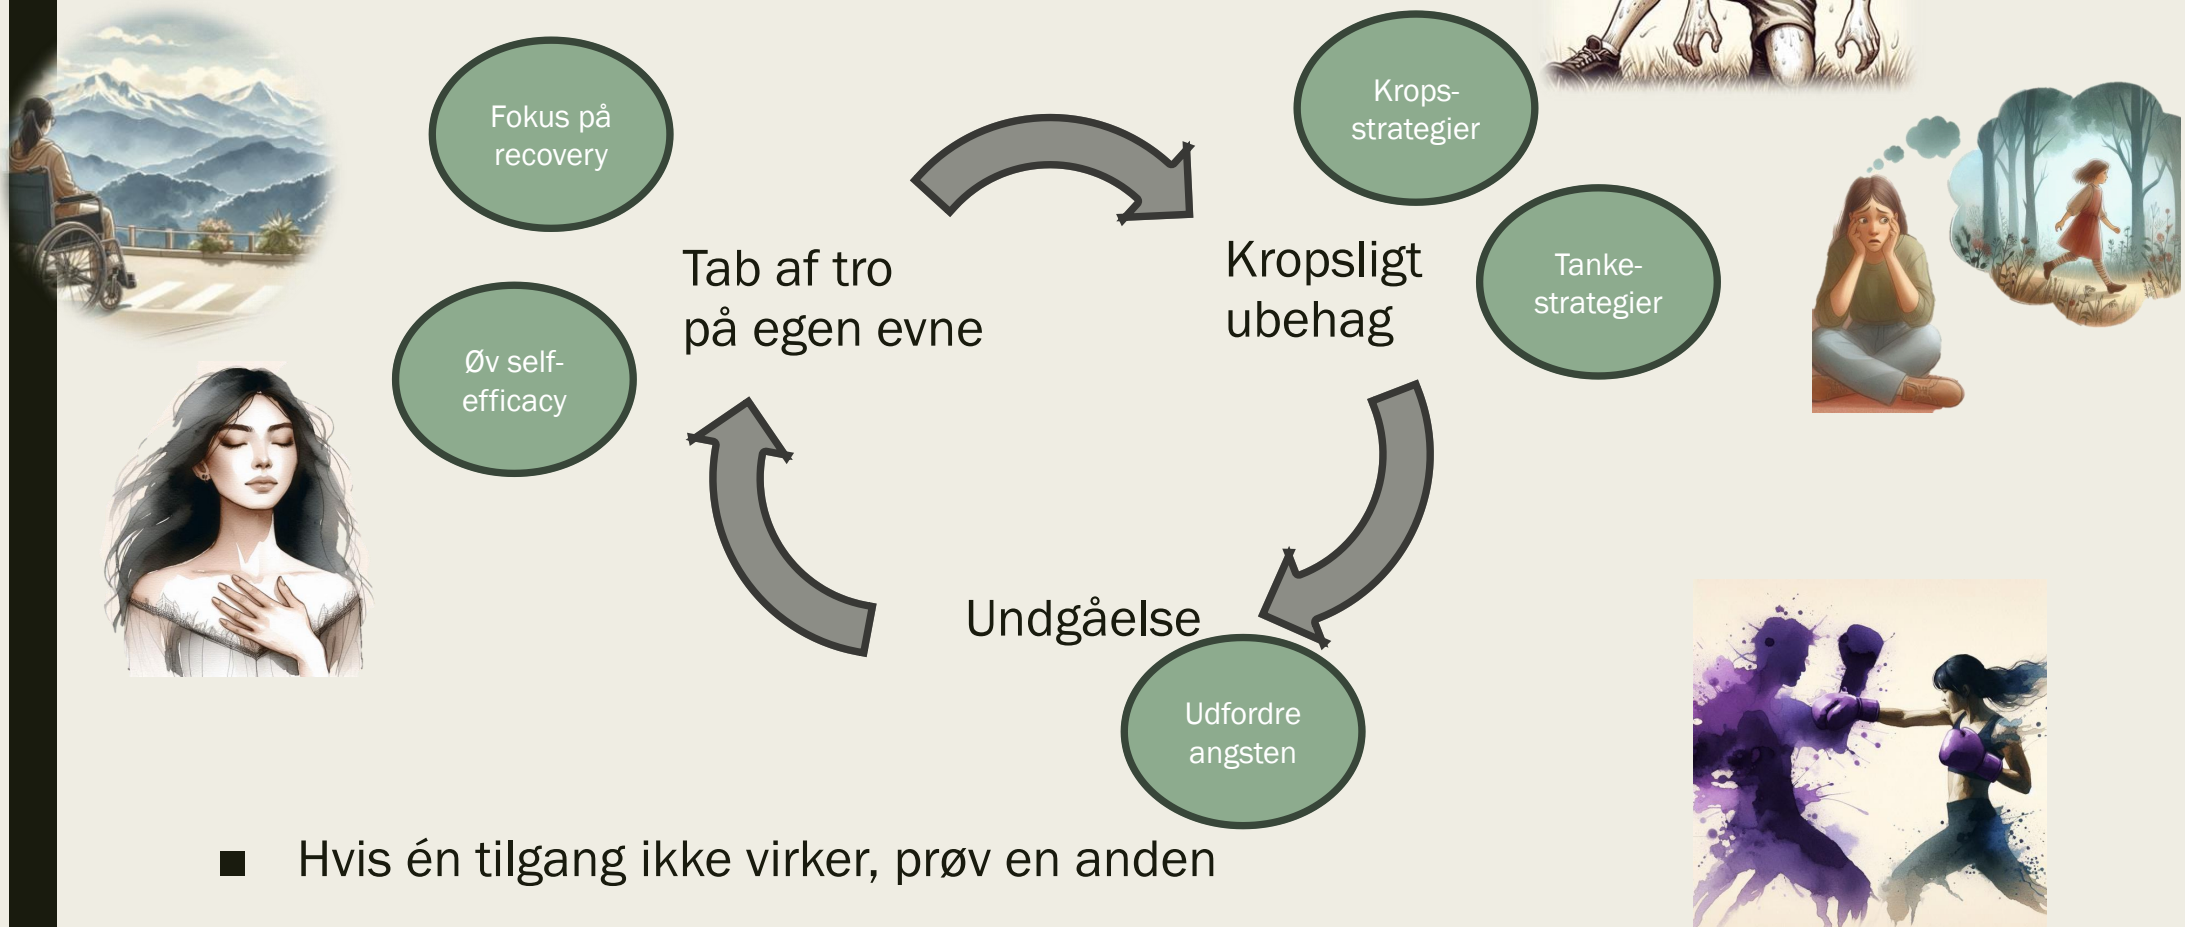 Fokus på
recovery
Krops-
strategier
Tab af tro
på egen evne
Kropsligt
ubehag
Tanke-
strategier
Øv self-
efficacy
Undgåelse
Udfordre
angsten
■ Hvis én tilgang ikke virker, prøv en anden